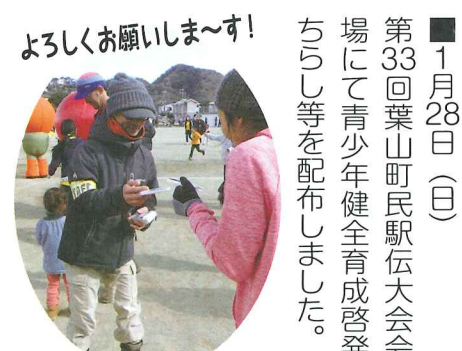 よろしくお願いしま〜す!
■1月28日(日)
第33回葉山町民駅伝大会会
場にて青少年健全育成啓発
ちらし等を配布しました。